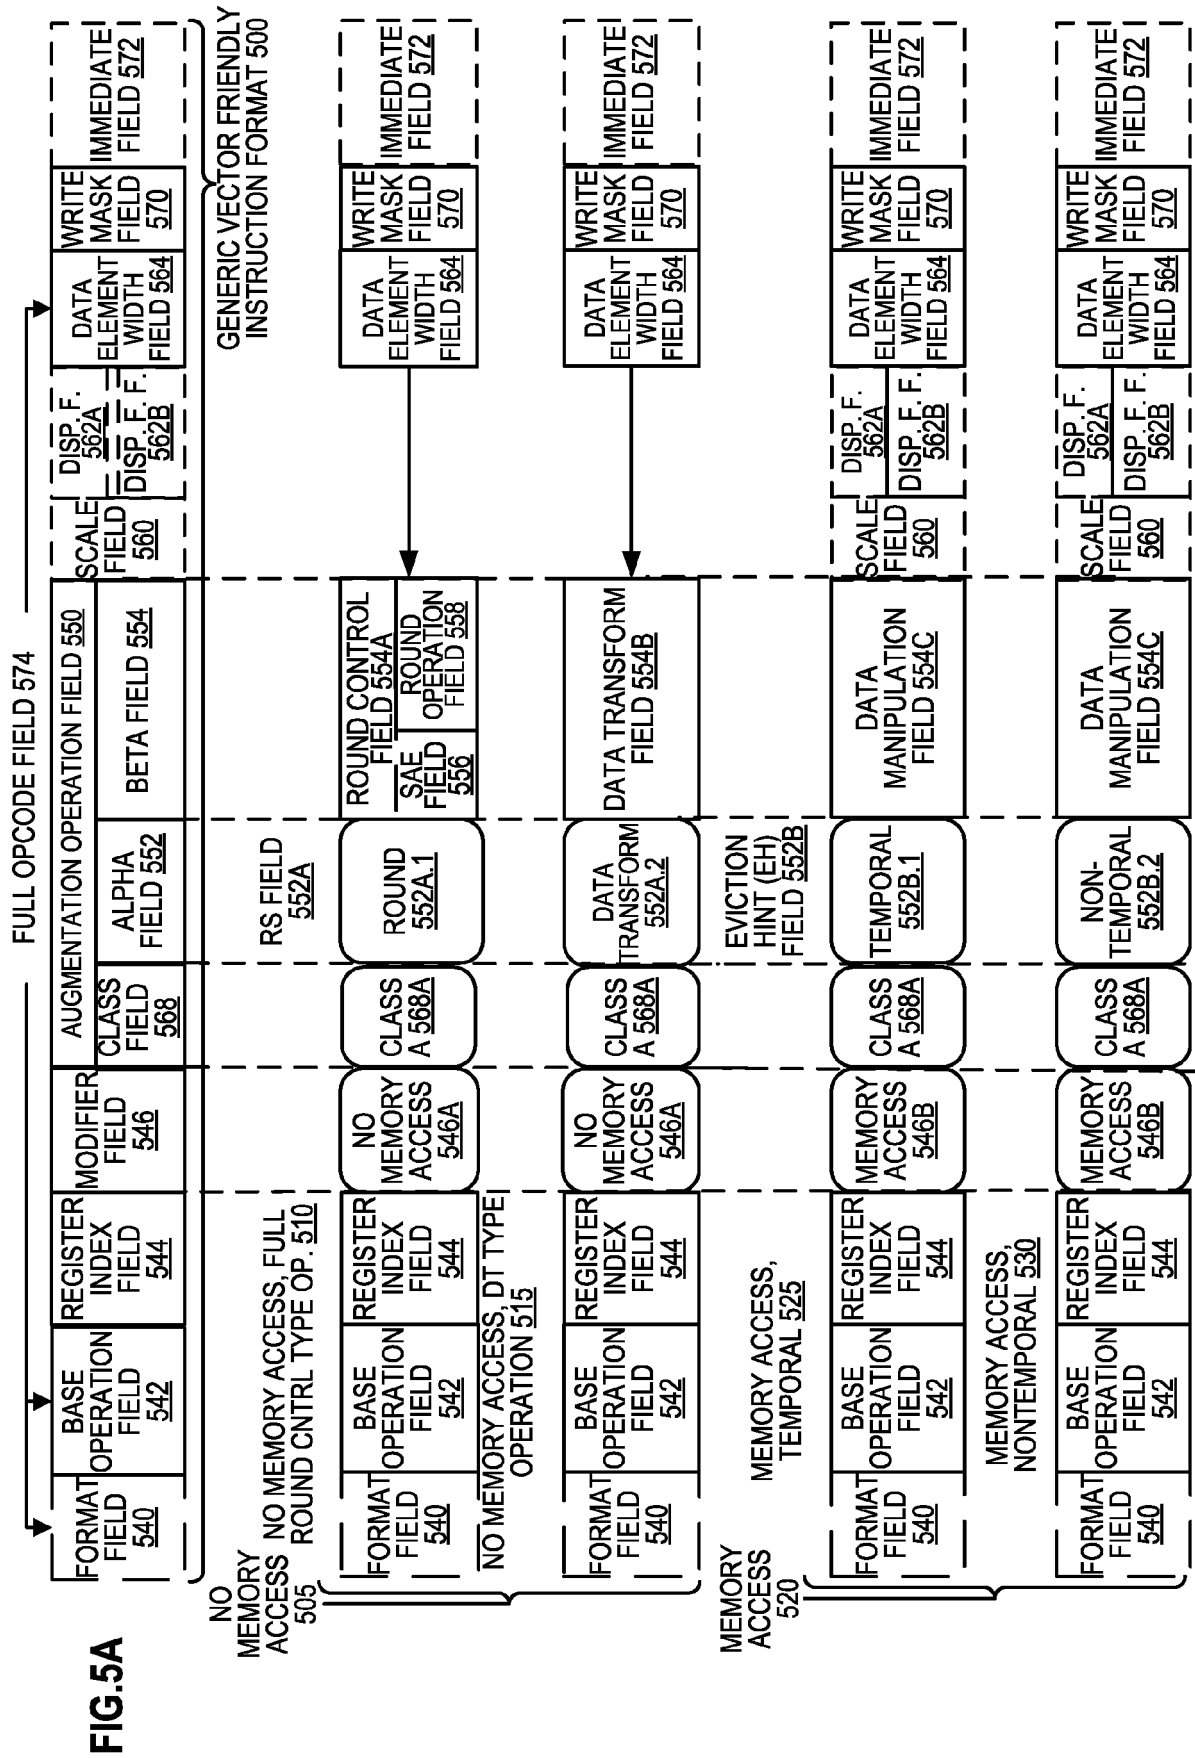 FIG.5A
FULL OPCODE FIELD 574
FORMAT
FIELD
540
BASE
OPERATION
FIELD
542
REGISTER
INDEX
FIELD
544
MODIFIER
FIELD
546
AUGMENTATION OPERATION FIELD 550
CLASS
FIELD
568
ALPHA
FIELD 552
BETA FIELD 554
SCALE
FIELD
560
DISP. F.
562A
DISP. F. F.
562B
DATA
ELEMENT
WIDTH
FIELD 564
WRITE
MASK
FIELD
570
IMMEDIATE
FIELD 572
GENERIC VECTOR FRIENDLY
INSTRUCTION FORMAT 500
NO
MEMORY
ACCESS
505
NO MEMORY ACCESS, FULL
ROUND CNTRL TYPE OP. 510
RS FIELD
552A
FORMAT
FIELD
540
BASE
OPERATION
FIELD
542
REGISTER
INDEX
FIELD
544
NO
MEMORY
ACCESS
546A
CLASS
A 568A
ROUND
552A.1
ROUND CONTROL
FIELD 554A
SAE
FIELD
556
ROUND
OPERATION
FIELD 558
DATA
ELEMENT
WIDTH
FIELD 564
WRITE
MASK
FIELD
570
IMMEDIATE
FIELD 572
NO MEMORY ACCESS, DT TYPE
OPERATION 515
FORMAT
FIELD
540
BASE
OPERATION
FIELD
542
REGISTER
INDEX
FIELD
544
NO
MEMORY
ACCESS
546A
CLASS
A 568A
DATA
TRANSFORM
552A.2
DATA TRANSFORM
FIELD 554B
DATA
ELEMENT
WIDTH
FIELD 564
WRITE
MASK
FIELD
570
IMMEDIATE
FIELD 572
MEMORY
ACCESS
520
MEMORY ACCESS,
TEMPORAL 525
EVICTION
HINT (EH)
FIELD 552B
FORMAT
FIELD
540
BASE
OPERATION
FIELD
542
REGISTER
INDEX
FIELD
544
MEMORY
ACCESS
546B
CLASS
A 568A
TEMPORAL
552B.1
DATA
MANIPULATION
FIELD 554C
SCALE
FIELD
560
DISP. F.
562A
DISP. F. F.
562B
DATA
ELEMENT
WIDTH
FIELD 564
WRITE
MASK
FIELD
570
IMMEDIATE
FIELD 572
MEMORY ACCESS,
NONTEMPORAL 530
FORMAT
FIELD
540
BASE
OPERATION
FIELD
542
REGISTER
INDEX
FIELD
544
MEMORY
ACCESS
546B
CLASS
A 568A
NON-
TEMPORAL
552B.2
DATA
MANIPULATION
FIELD 554C
SCALE
FIELD
560
DISP. F.
562A
DISP. F. F.
562B
DATA
ELEMENT
WIDTH
FIELD 564
WRITE
MASK
FIELD
570
IMMEDIATE
FIELD 572